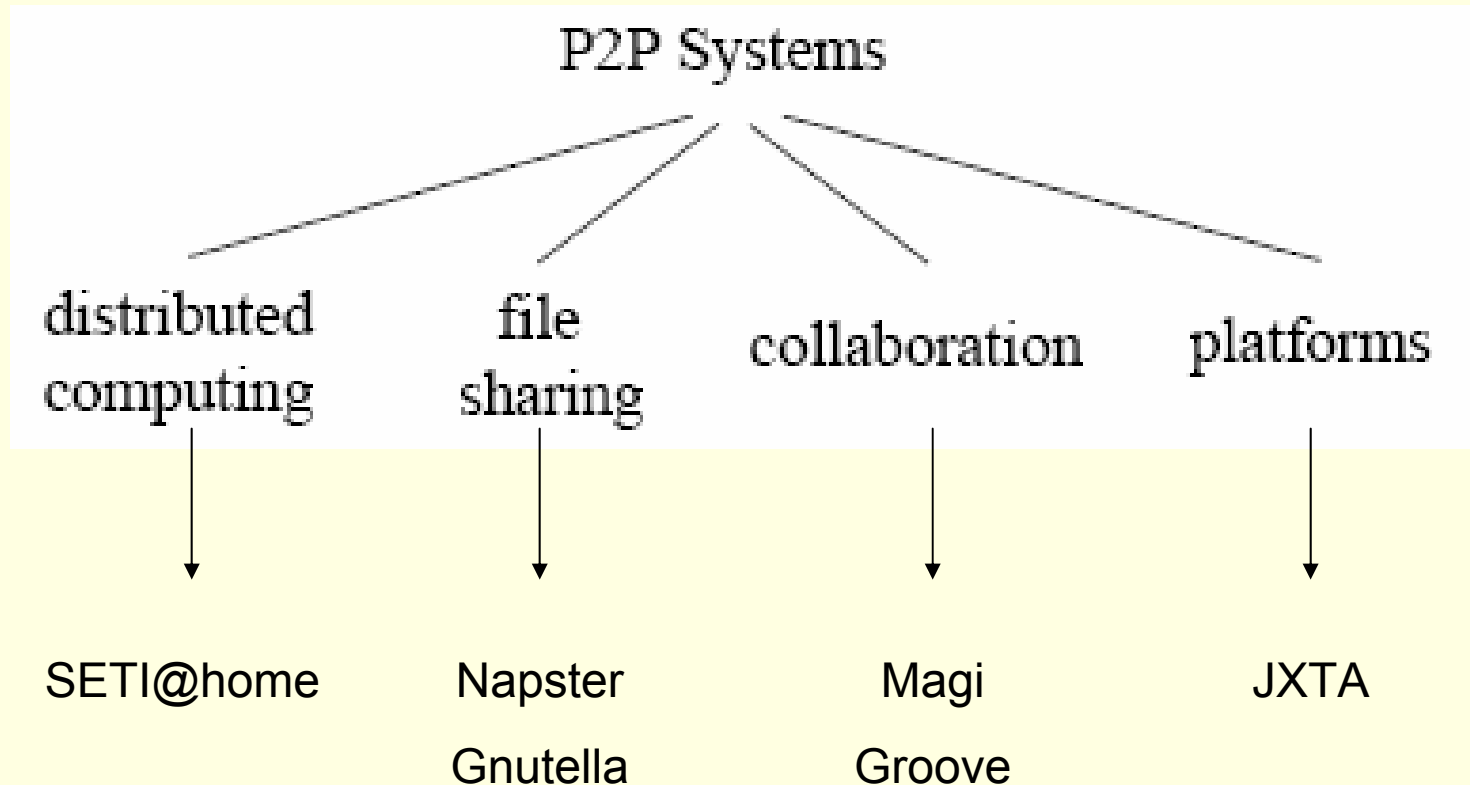 P2P Systems
distributed
computing
file
sharing
collaboration
platforms
SETI@home
Napster
Gnutella
Magi
Groove
JXTA